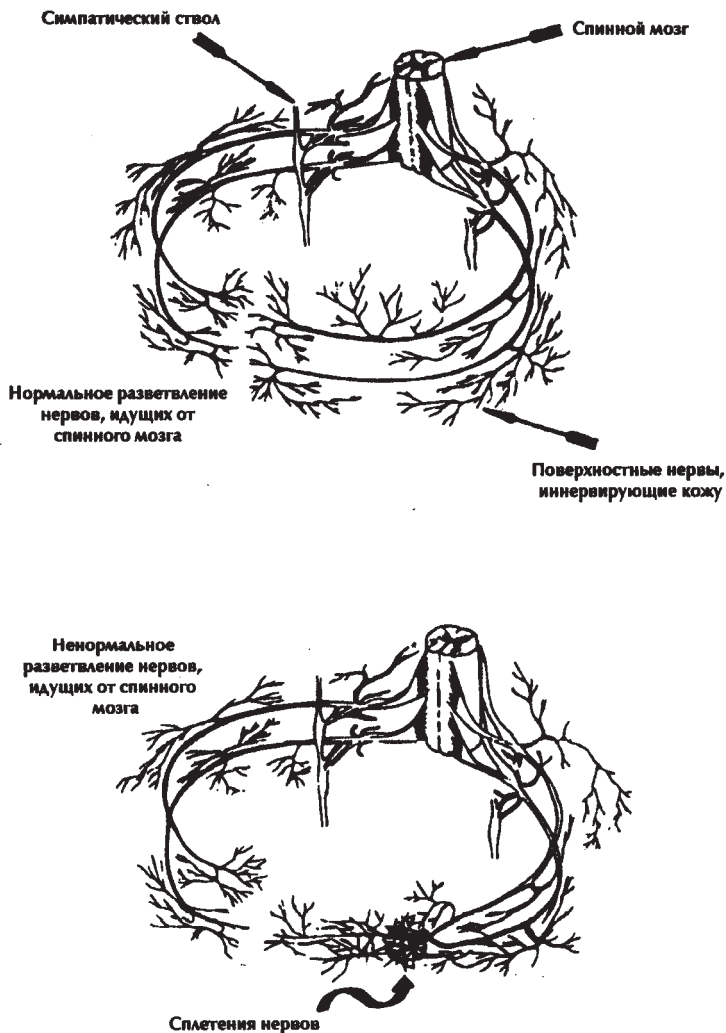 Симпатический ствол
Спинной мозг
Нормальное разветвление
нервов, идущих от
спинного мозга
Поверхностные нервы,
иннервирующие кожу
Ненормальное
разветвление нервов,
идущих от спинного
мозга
Сплетения нервов